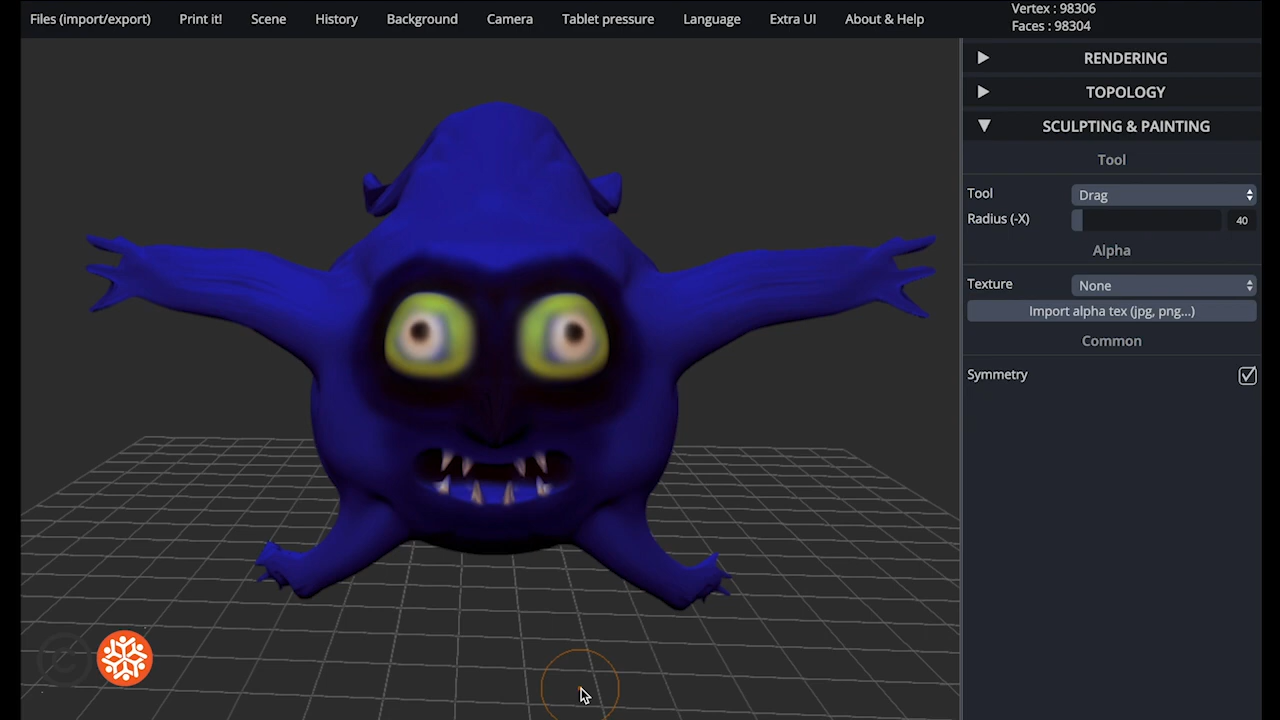 Files (import/export) Print it! Scene History Background Camera Tablet pressure Language Extra UI About & Help
Vertex : 98306
Faces : 98304
RENDERING
TOPOLOGY
SCULPTING & PAINTING
Tool
Tool Drag
Radius (-X) 40
Alpha
Texture None
Import alpha tex (jpg, png...)
Common
Symmetry
C